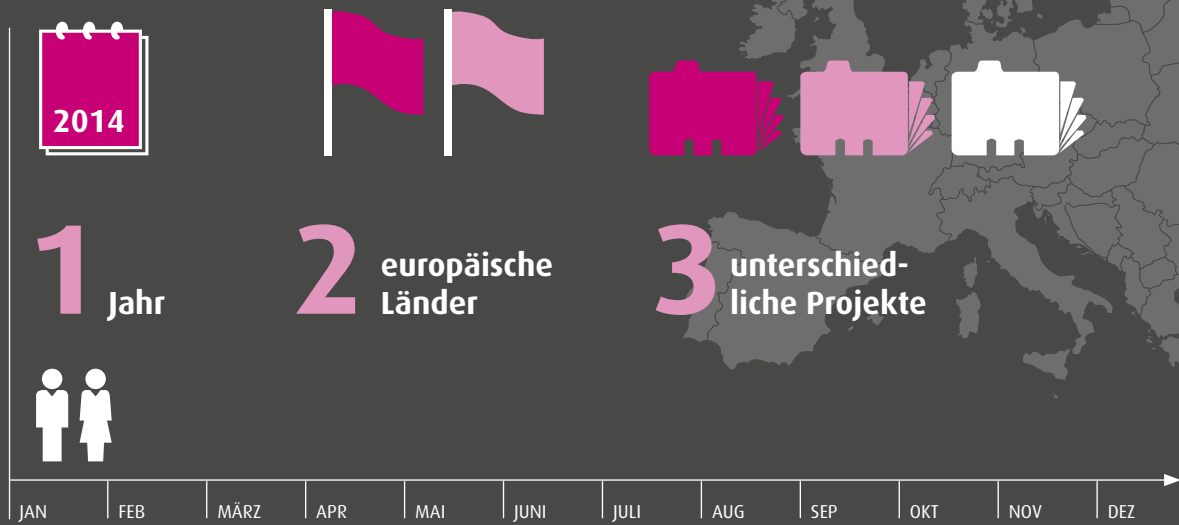 2014
1 Jahr
2 europäische
Länder
3 unterschied-
liche Projekte
JAN FEB MÄRZ APR MAI JUNI JULI AUG SEP OKT NOV DEZ